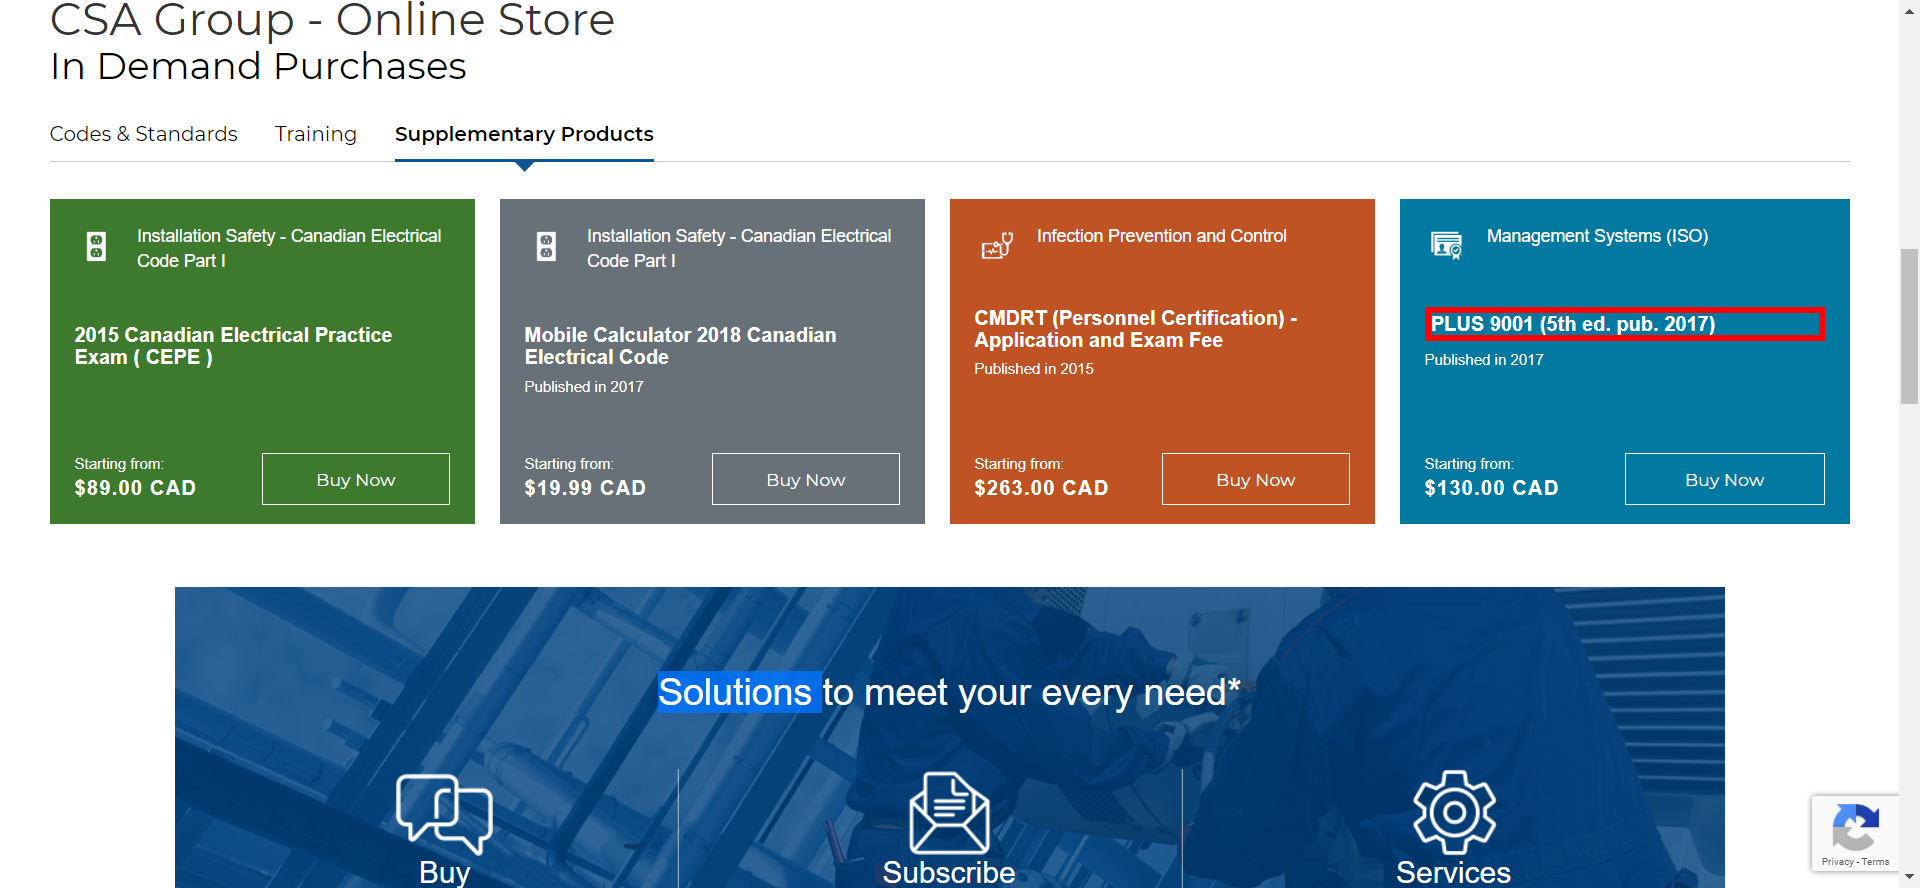 CSA Group - Online Store
In Demand Purchases
Codes & Standards
Training
Supplementary Products
Installation Safety - Canadian Electrical
Code Part I
2015 Canadian Electrical Practice
Exam ( CEPE )
Starting from:
$89.00 CAD
Buy Now
Installation Safety - Canadian Electrical
Code Part I
Mobile Calculator 2018 Canadian
Electrical Code
Published in 2017
Starting from:
$19.99 CAD
Buy Now
Infection Prevention and Control
CMDRT (Personnel Certification) -
Application and Exam Fee
Published in 2015
Starting from:
$263.00 CAD
Buy Now
Management Systems (ISO)
PLUS 9001 (5th ed. pub. 2017)
Published in 2017
Starting from:
$130.00 CAD
Buy Now
Solutions to meet your every need*
Buy
Subscribe
Services
Privacy - Terms